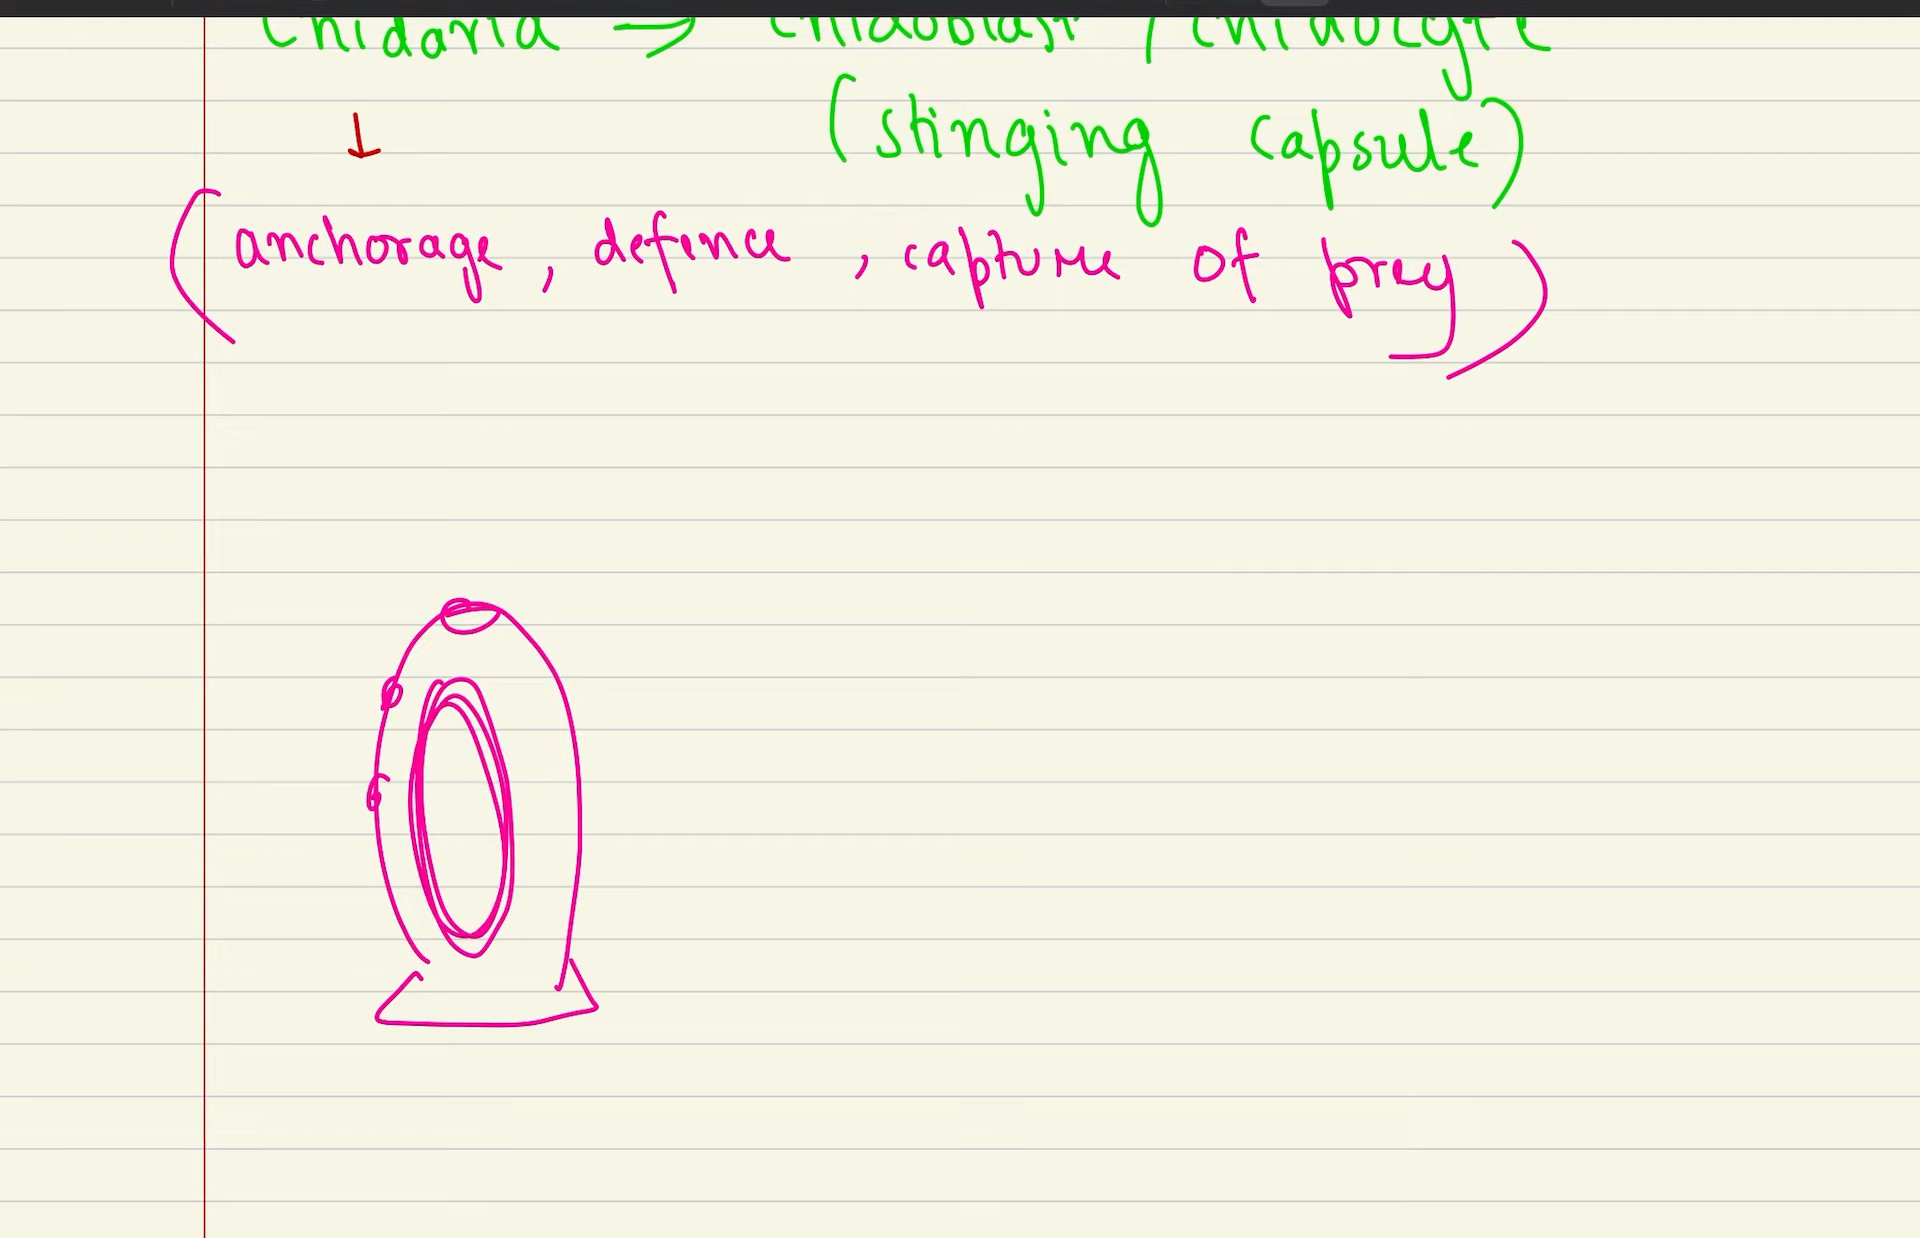 Cnidaria → Cnidoblast / Cnidocyte
(stinging capsule)
↓
(anchorage, defence, capture of prey)